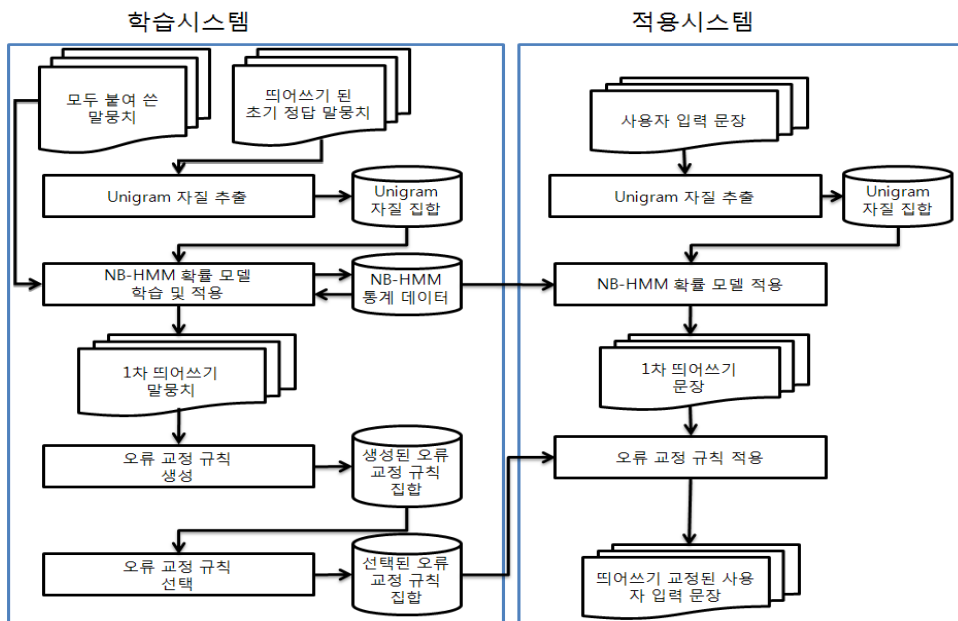 학습시스템
모두 붙여 쓴
말뭉치
띄어쓰기 된
초기 정답 말뭉치
Unigram 자질 추출
Unigram
자질 집합
NB-HMM 확률 모델
학습 및 적용
NB-HMM
통계 데이터
1차 띄어쓰기
말뭉치
오류 교정 규칙
생성
생성된 오류
교정 규칙
집합
오류 교정 규칙
선택
선택된 오류
교정 규칙
집합
적용시스템
사용자 입력 문장
Unigram 자질 추출
Unigram
자질 집합
NB-HMM 확률 모델 적용
1차 띄어쓰기
문장
오류 교정 규칙 적용
띄어쓰기 교정된 사용
자 입력 문장